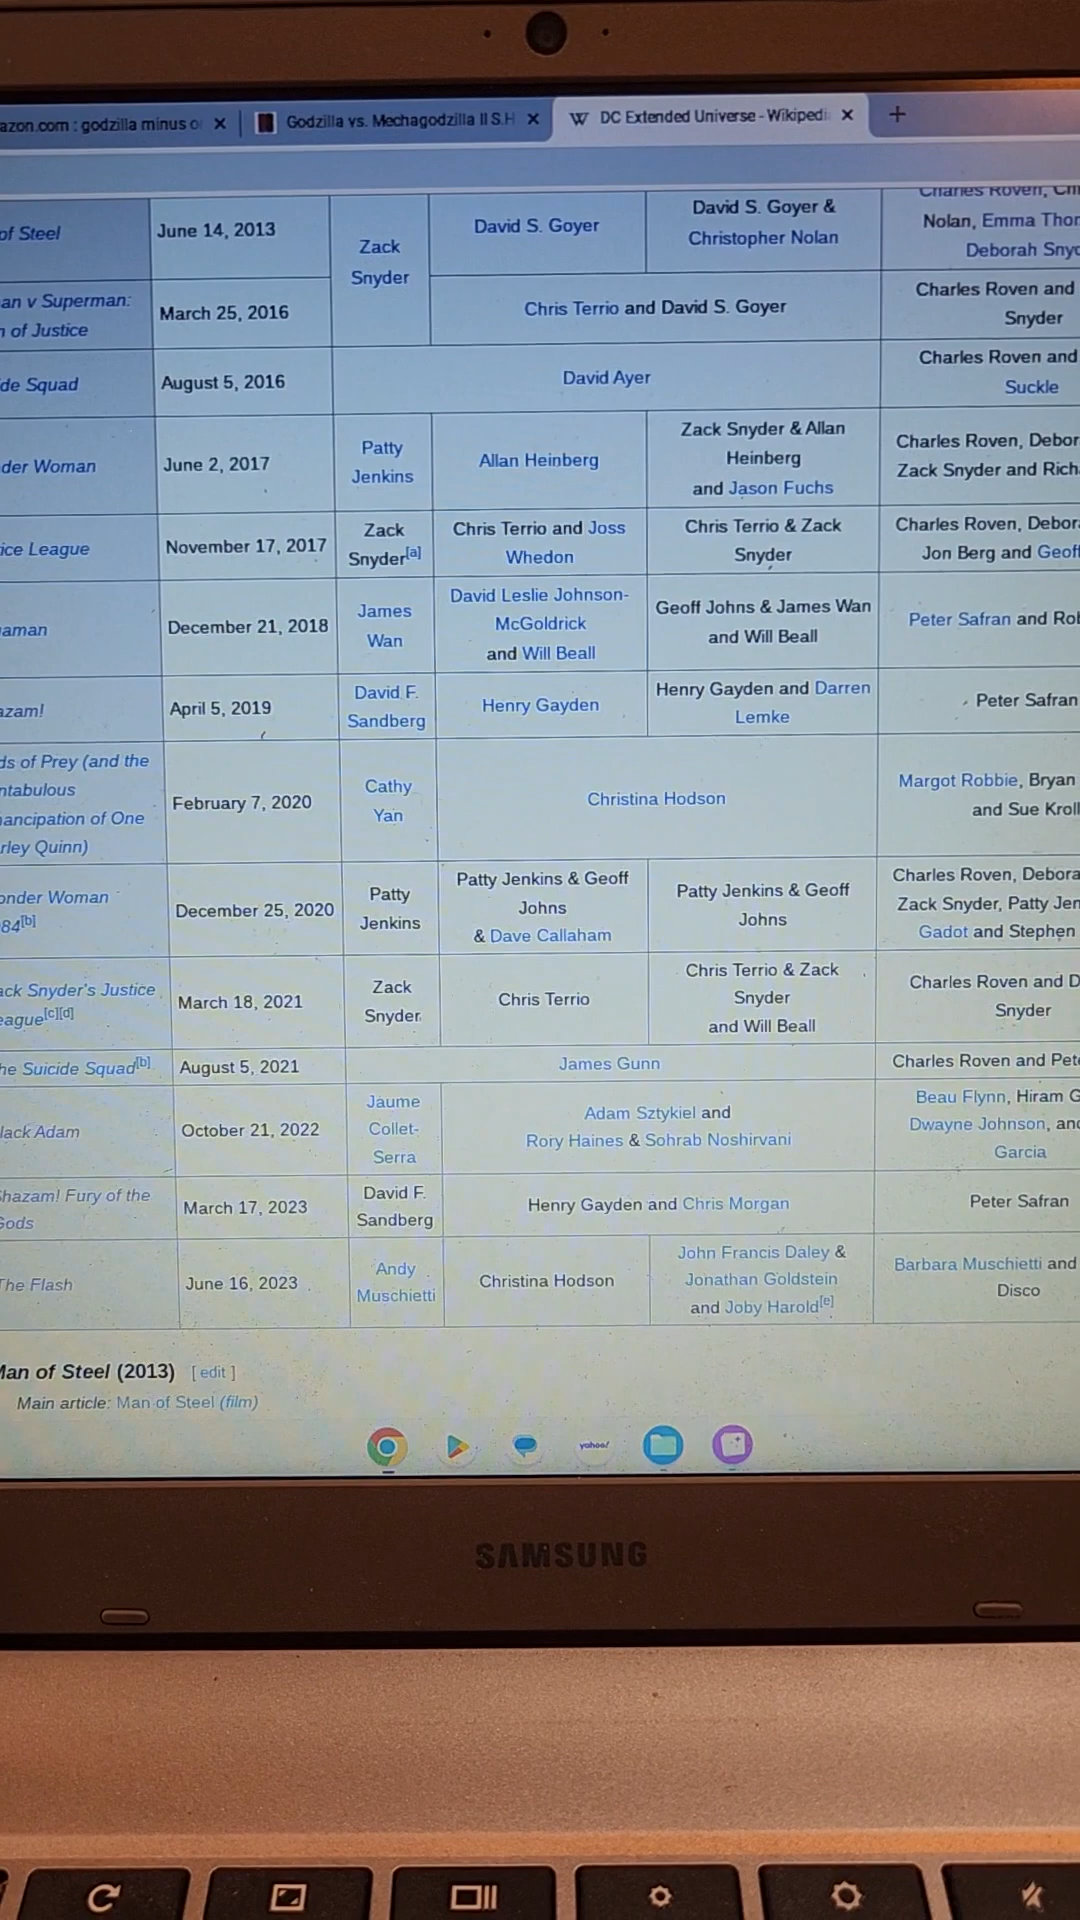 azon.com : godzilla minus o
Godzilla vs. Mechagodzilla II S.H
DC Extended Universe - Wikipedi
of Steel
June 14, 2013
Zack
Snyder
David S. Goyer
David S. Goyer &
Christopher Nolan
Charles Roven, Ch
Nolan, Emma Thor
Deborah Snyd
an v Superman:
n of Justice
March 25, 2016
Chris Terrio and David S. Goyer
Charles Roven and
Snyder
de Squad
August 5, 2016
David Ayer
Charles Roven and
Suckle
der Woman
June 2, 2017
Patty
Jenkins
Allan Heinberg
Zack Snyder & Allan
Heinberg
and Jason Fuchs
Charles Roven, Debor
Zack Snyder and Rich
ice League
November 17, 2017
Zack
Snyder[a]
Chris Terrio and Joss
Whedon
Chris Terrio & Zack
Snyder
Charles Roven, Debor
Jon Berg and Geoff
aman
December 21, 2018
James
Wan
David Leslie Johnson-
McGoldrick
and Will Beall
Geoff Johns & James Wan
and Will Beall
Peter Safran and Rob
azam!
April 5, 2019
David F.
Sandberg
Henry Gayden
Henry Gayden and Darren
Lemke
Peter Safran
ds of Prey (and the
ntabulous
nancipation of One
rley Quinn)
February 7, 2020
Cathy
Yan
Christina Hodson
Margot Robbie, Bryan
and Sue Kroll
onder Woman
84[b]
December 25, 2020
Patty
Jenkins
Patty Jenkins & Geoff
Johns
& Dave Callaham
Patty Jenkins & Geoff
Johns
Charles Roven, Debora
Zack Snyder, Patty Jen
Gadot and Stephen
ack Snyder's Justice
eague[c][d]
March 18, 2021
Zack
Snyder
Chris Terrio
Chris Terrio & Zack
Snyder
and Will Beall
Charles Roven and D
Snyder
he Suicide Squad[b]
August 5, 2021
James Gunn
Charles Roven and Pete
lack Adam
October 21, 2022
Jaume
Collet-
Serra
Adam Sztykiel and
Rory Haines & Sohrab Noshirvani
Beau Flynn, Hiram G
Dwayne Johnson, and
Garcia
Shazam! Fury of the
Gods
March 17, 2023
David F.
Sandberg
Henry Gayden and Chris Morgan
Peter Safran
The Flash
June 16, 2023
Andy
Muschietti
Christina Hodson
John Francis Daley &
Jonathan Goldstein
and Joby Harold[e]
Barbara Muschietti and
Disco
Man of Steel (2013) [ edit ]
Main article: Man of Steel (film)
yahoo!
SAMSUNG